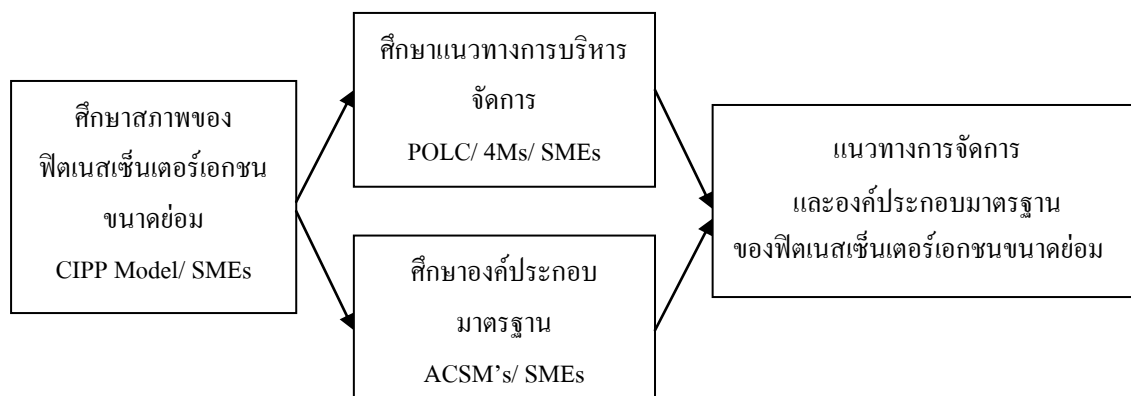 ศึกษาสภาพของ
ฟิตเนสเซ็นเตอร์เอกชน
ขนาดย่อม
CIPP Model/ SMEs
ศึกษาแนวทางการบริหาร
จัดการ
POLC/ 4Ms/ SMEs
ศึกษาองค์ประกอบ
มาตรฐาน
ACSM’s/ SMEs
แนวทางการจัดการ
และองค์ประกอบมาตรฐาน
ของฟิตเนสเซ็นเตอร์เอกชนขนาดย่อม